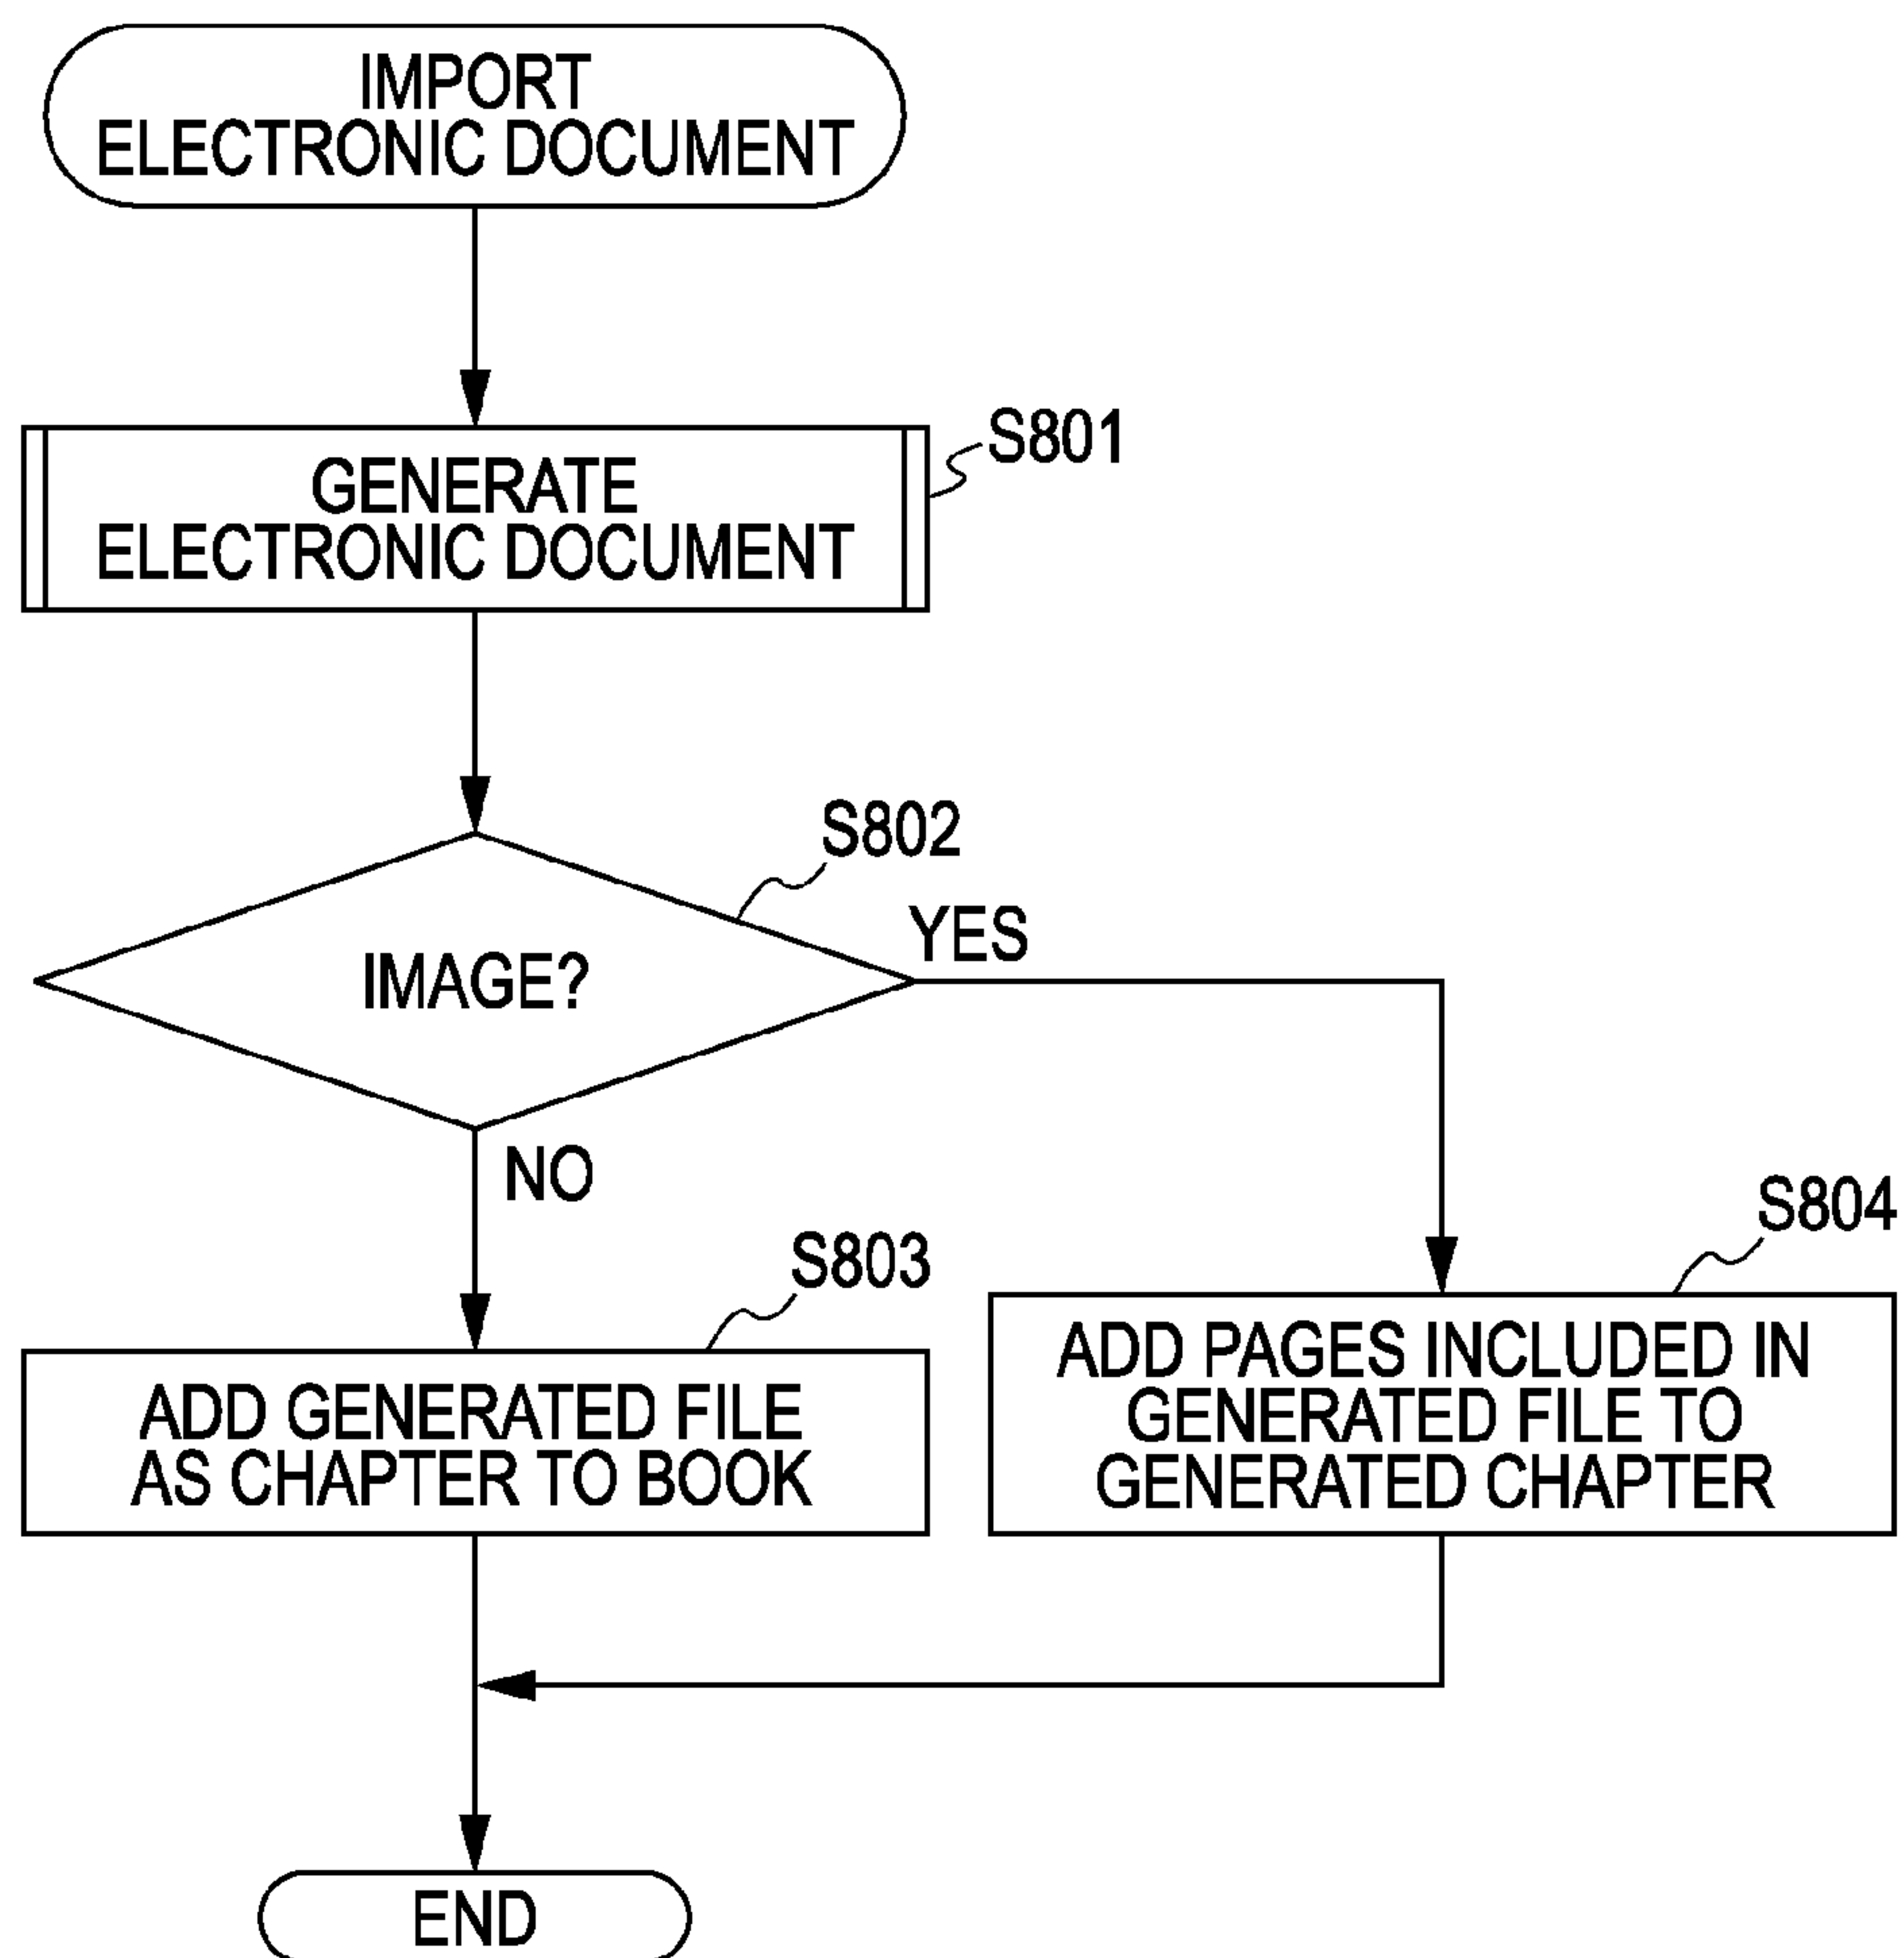 IMPORT
ELECTRONIC DOCUMENT
S801
GENERATE
ELECTRONIC DOCUMENT
S802
YES
IMAGE?
NO
S803
ADD GENERATED FILE
AS CHAPTER TO BOOK
S804
ADD PAGES INCLUDED IN
GENERATED FILE TO
GENERATED CHAPTER
END